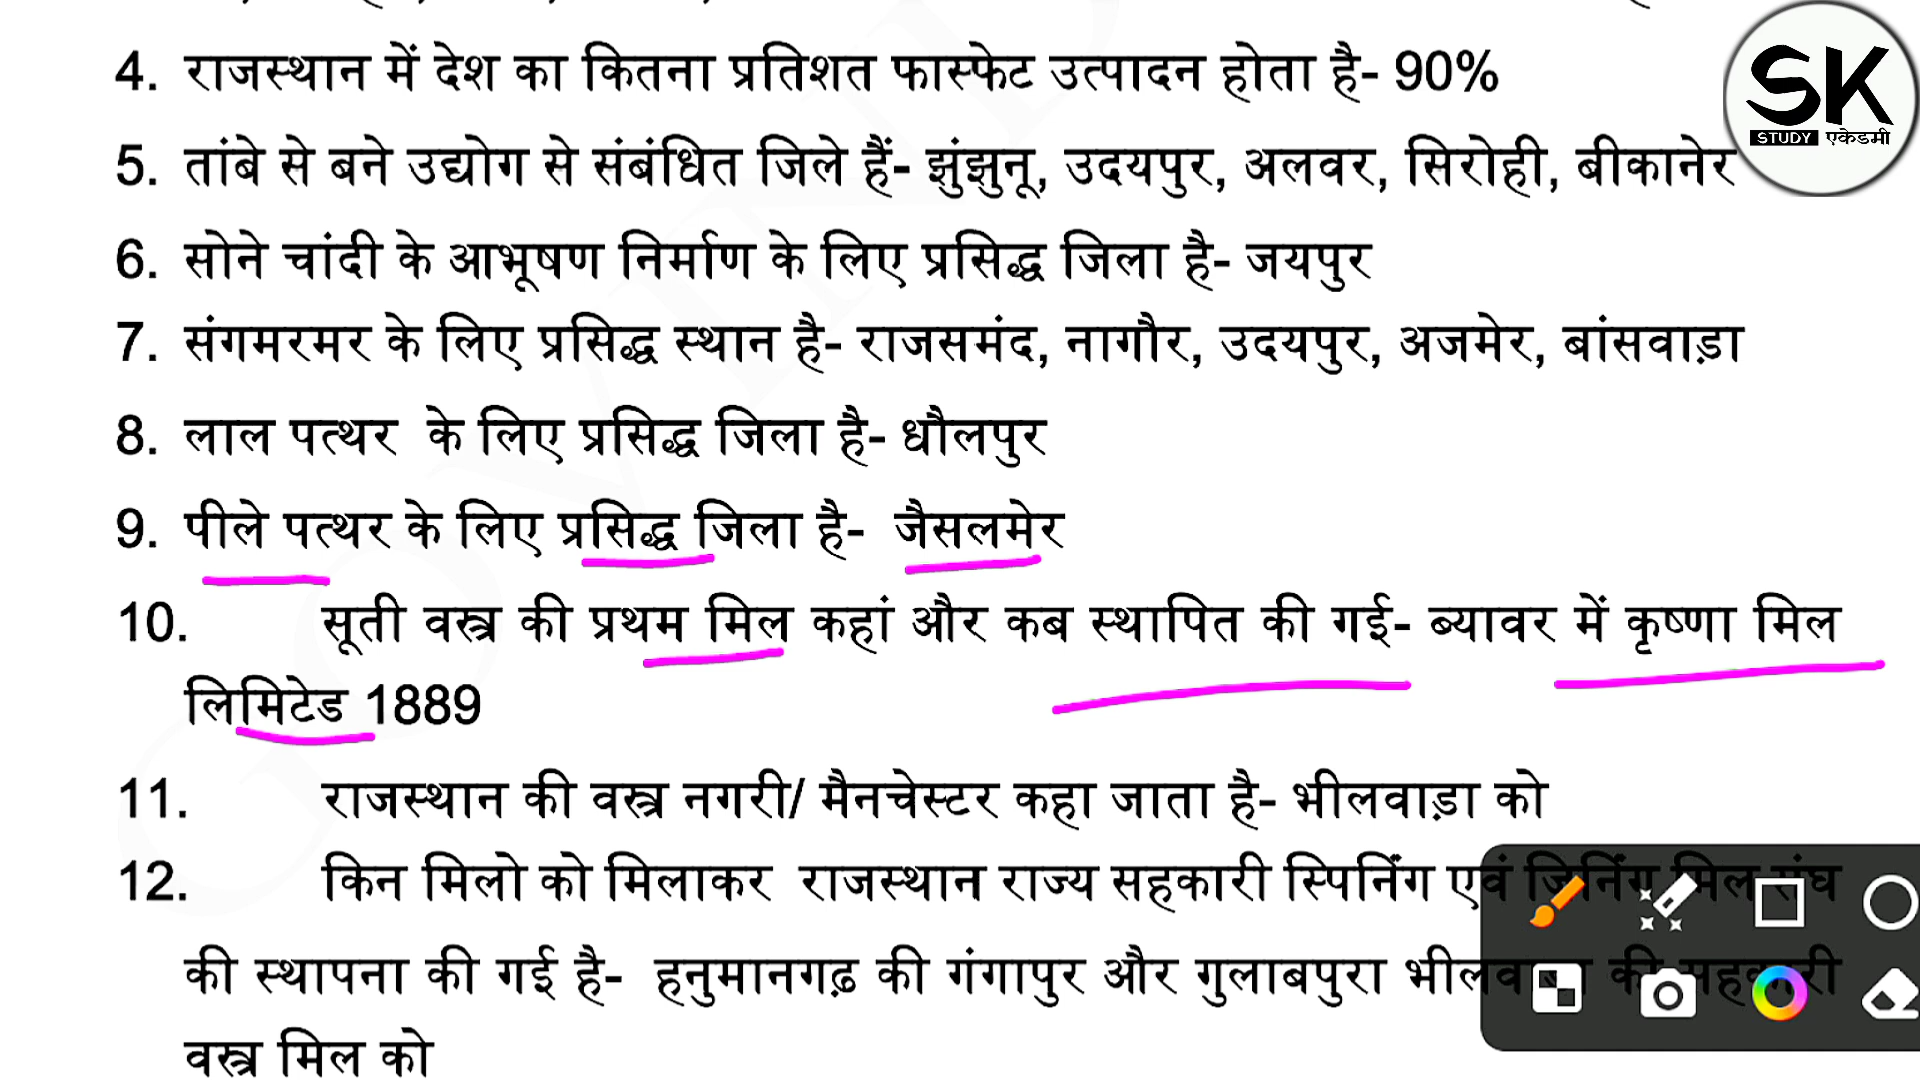 4. राजस्थान में देश का कितना प्रतिशत फास्फेट उत्पादन होता है- 90%
SK
STUDY एकेडमी
5. तांबे से बने उद्योग से संबंधित जिले हैं- झुंझुनू, उदयपुर, अलवर, सिरोही, बीकानेर
6. सोने चांदी के आभूषण निर्माण के लिए प्रसिद्ध जिला है- जयपुर
7. संगमरमर के लिए प्रसिद्ध स्थान है- राजसमंद, नागौर, उदयपुर, अजमेर, बांसवाड़ा
8. लाल पत्थर के लिए प्रसिद्ध जिला है- धौलपुर
9. पीले पत्थर के लिए प्रसिद्ध जिला है- जैसलमेर
10. सूती वस्त्र की प्रथम मिल कहां और कब स्थापित की गई- ब्यावर में कृष्णा मिल
लिमिटेड 1889
11. राजस्थान की वस्त्र नगरी/ मैनचेस्टर कहा जाता है- भीलवाड़ा को
12. किन मिलो को मिलाकर राजस्थान राज्य सहकारी स्पिनिंग एवं जिनिंग मिल संघ
की स्थापना की गई है- हनुमानगढ़ की गंगापुर और गुलाबपुरा की सहकारी
वस्त्र मिल को